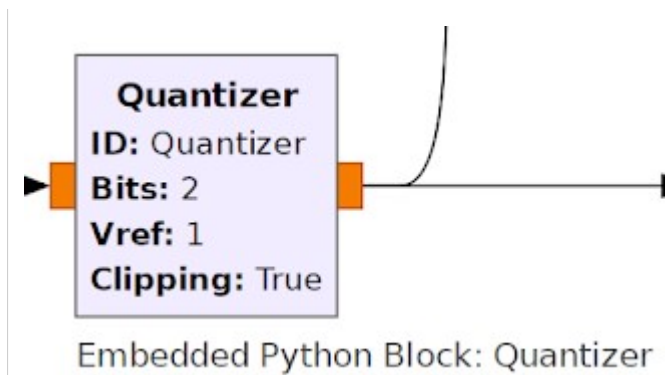 Quantizer
ID: Quantizer
Bits: 2
Vref: 1
Clipping: True
Embedded Python Block: Quantizer